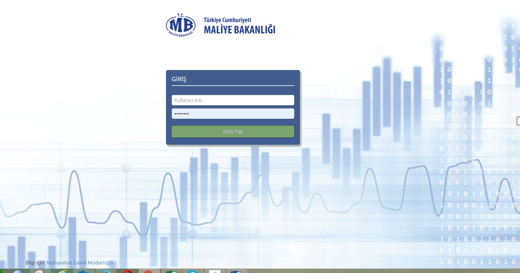 T.C.
MB
Türkiye Cumhuriyeti
MALİYE BAKANLIĞI
GİRİŞ
Kullanıcı Adı
••••••••
Giriş Yap
Muhasebat Genel Müdürlüğü